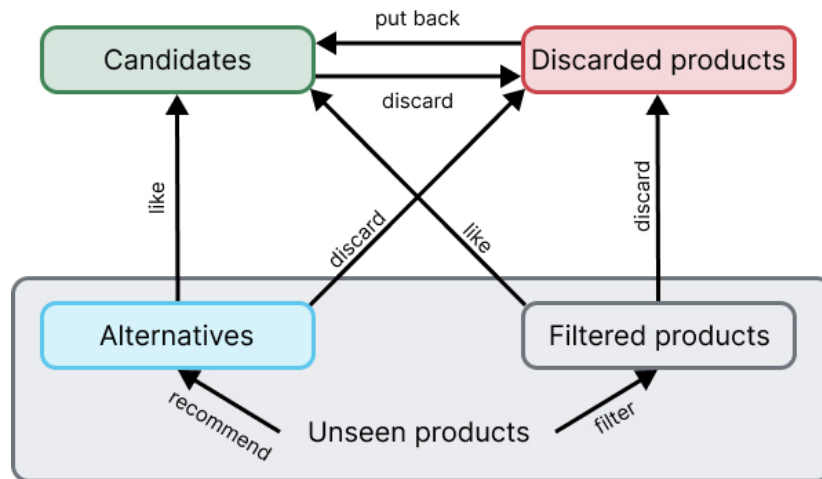 put back
Candidates
Discarded products
discard
like
discard
like
discard
Alternatives
Filtered products
recommend
Unseen products
filter